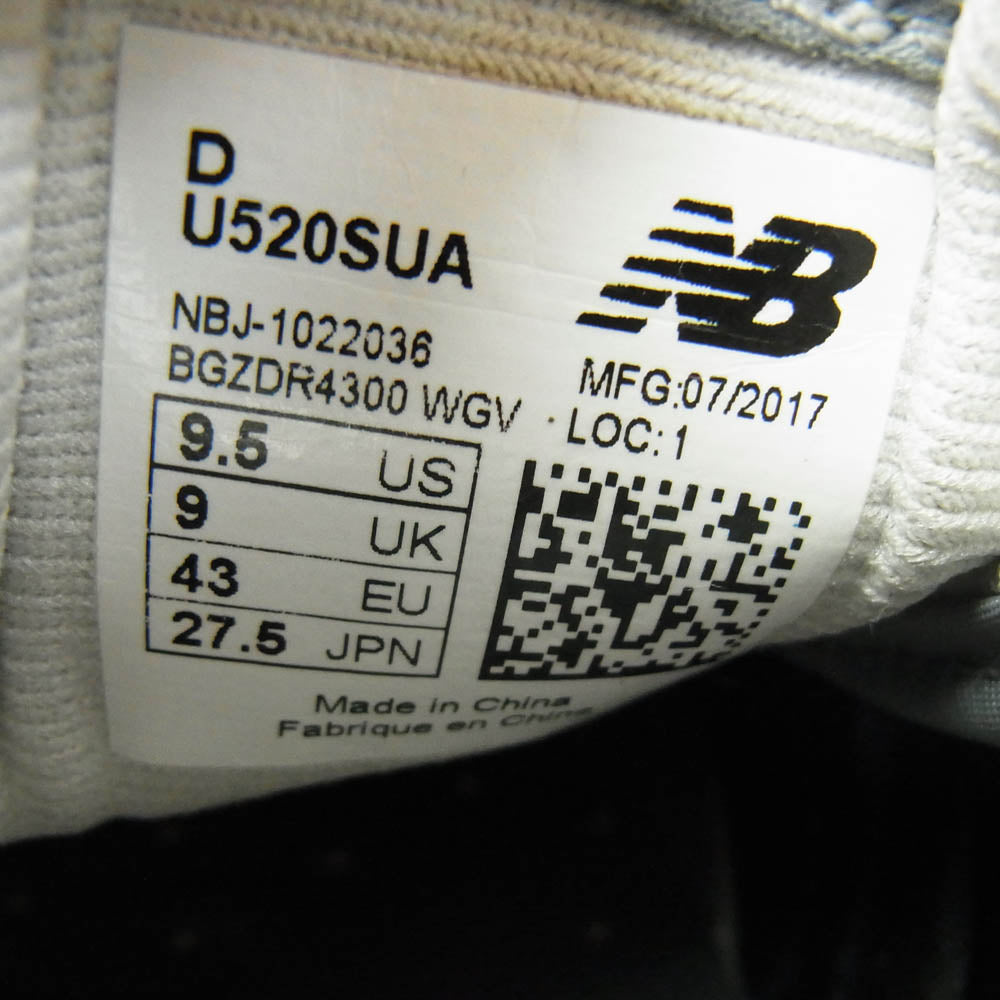 D
U520SUA
NB
NBJ-1022036
BGZDR4300 WGV
MFG:07/2017
LOC:1
9.5 US
9 UK
43 EU
27.5 JPN
Made in China
Fabrique en Chine